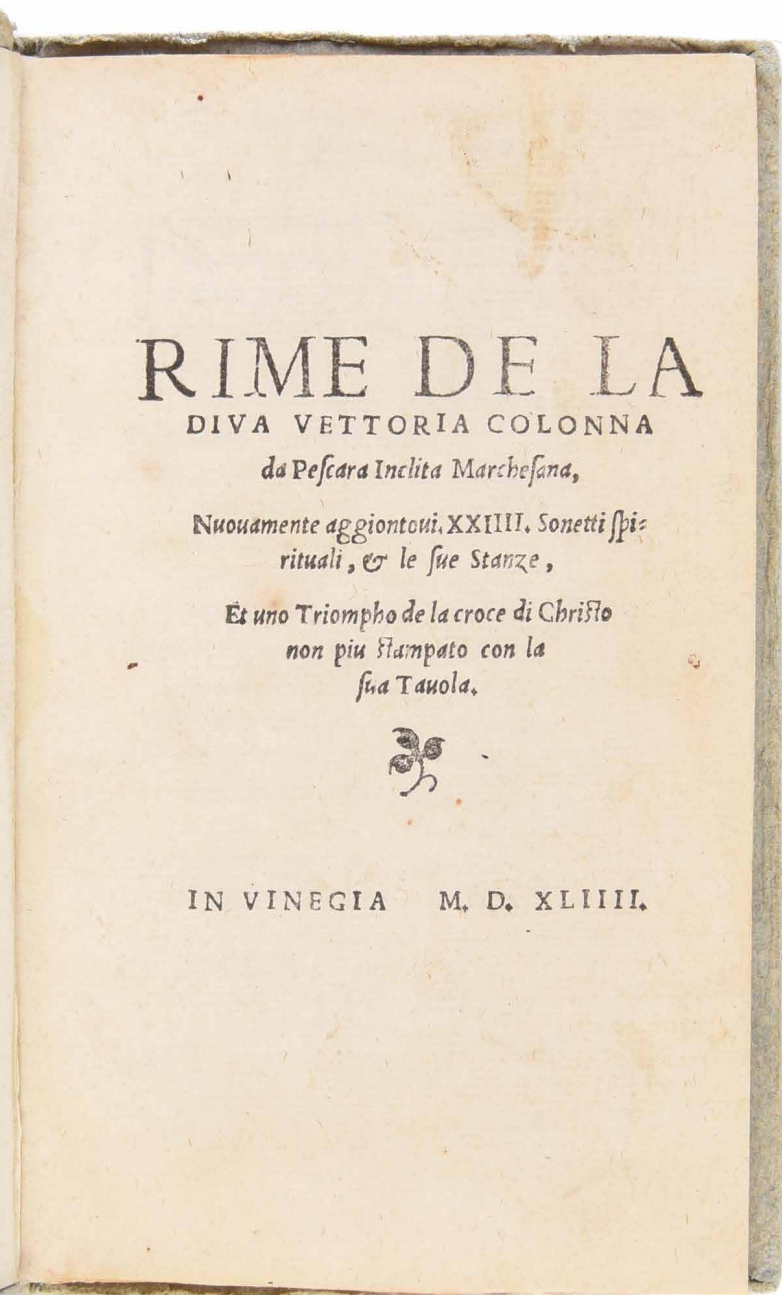 RIME DE LA
DIVA VETTORIA COLONNA
da Peſcara Inclita Marcheſana,
Nuouamente aggiontoui. XXIIII. Sonetti ſpi-
rituali, & le ſue Stanze,
Et uno Triompho de la croce di Chriſto
non piu ſtampato con la
ſua Tauola.
IN VINEGIA M. D. XLIIII.